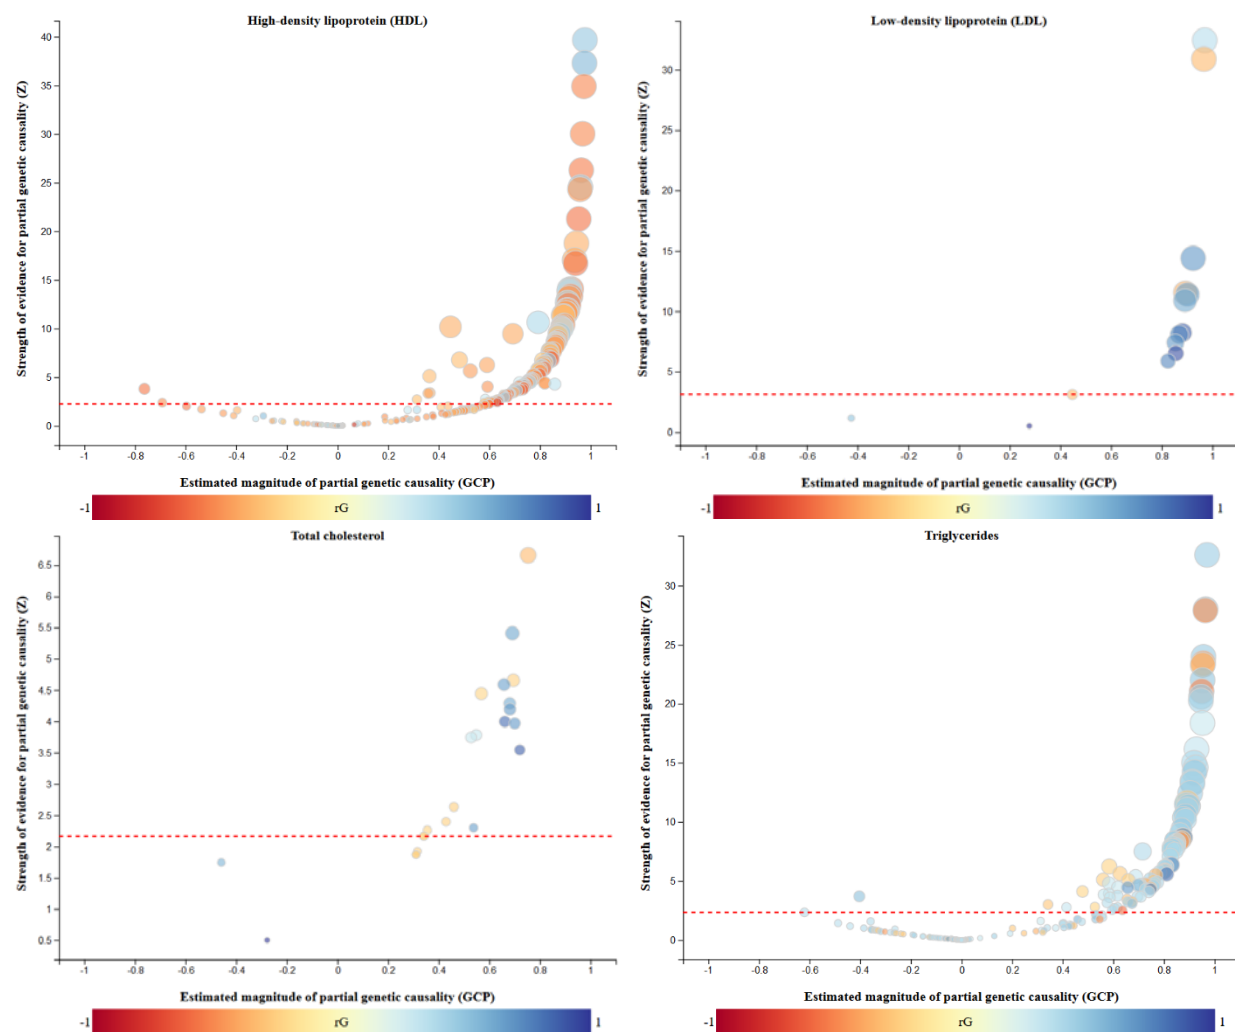 High-density lipoprotein (HDL)
Strength of evidence for partial genetic causality (Z)
40
35
30
25
20
15
10
5
0
-1 -0.8 -0.6 -0.4 -0.2 0 0.2 0.4 0.6 0.8 1
Estimated magnitude of partial genetic causality (GCP)
-1 rG 1
Low-density lipoprotein (LDL)
Strength of evidence for partial genetic causality (Z)
30
25
20
15
10
5
0
-1 -0.8 -0.6 -0.4 -0.2 0 0.2 0.4 0.6 0.8 1
Estimated magnitude of partial genetic causality (GCP)
-1 rG 1
Total cholesterol
Strength of evidence for partial genetic causality (Z)
6.5
6
5.5
5
4.5
4
3.5
3
2.5
2
1.5
1
0.5
-1 -0.8 -0.6 -0.4 -0.2 0 0.2 0.4 0.6 0.8 1
Estimated magnitude of partial genetic causality (GCP)
-1 rG 1
Triglycerides
Strength of evidence for partial genetic causality (Z)
30
25
20
15
10
5
0
-1 -0.8 -0.6 -0.4 -0.2 0 0.2 0.4 0.6 0.8 1
Estimated magnitude of partial genetic causality (GCP)
-1 rG 1